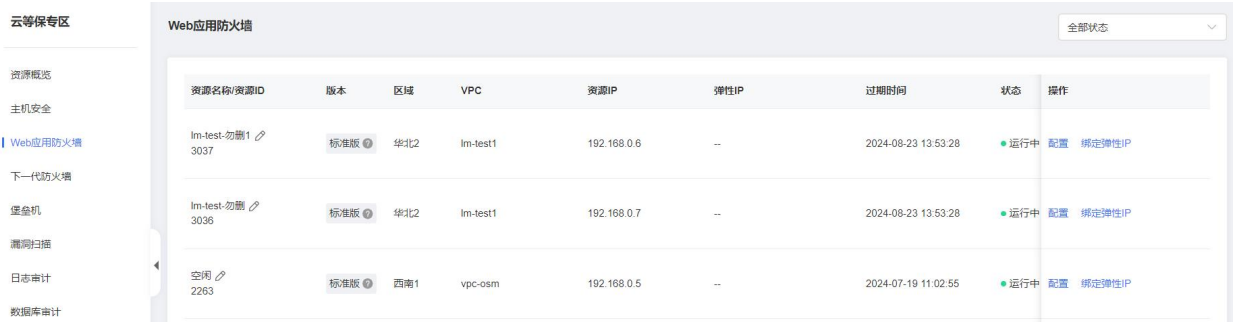 云等保专区
Web应用防火墙
全部状态
资源概览
主机安全
Web应用防火墙
下一代防火墙
堡垒机
漏洞扫描
日志审计
数据库审计
资源名称/资源ID 版本 区域 VPC 资源IP 弹性IP 过期时间 状态 操作
lm-test-勿删1
3037
标准版 ? 华北2 lm-test1 192.168.0.6 -- 2024-08-23 13:53:28 运行中 配置 绑定弹性IP
lm-test-勿删
3036
标准版 ? 华北2 lm-test1 192.168.0.7 -- 2024-08-23 13:53:28 运行中 配置 绑定弹性IP
空闲
2263
标准版 ? 西南1 vpc-osm 192.168.0.5 -- 2024-07-19 11:02:55 运行中 配置 绑定弹性IP